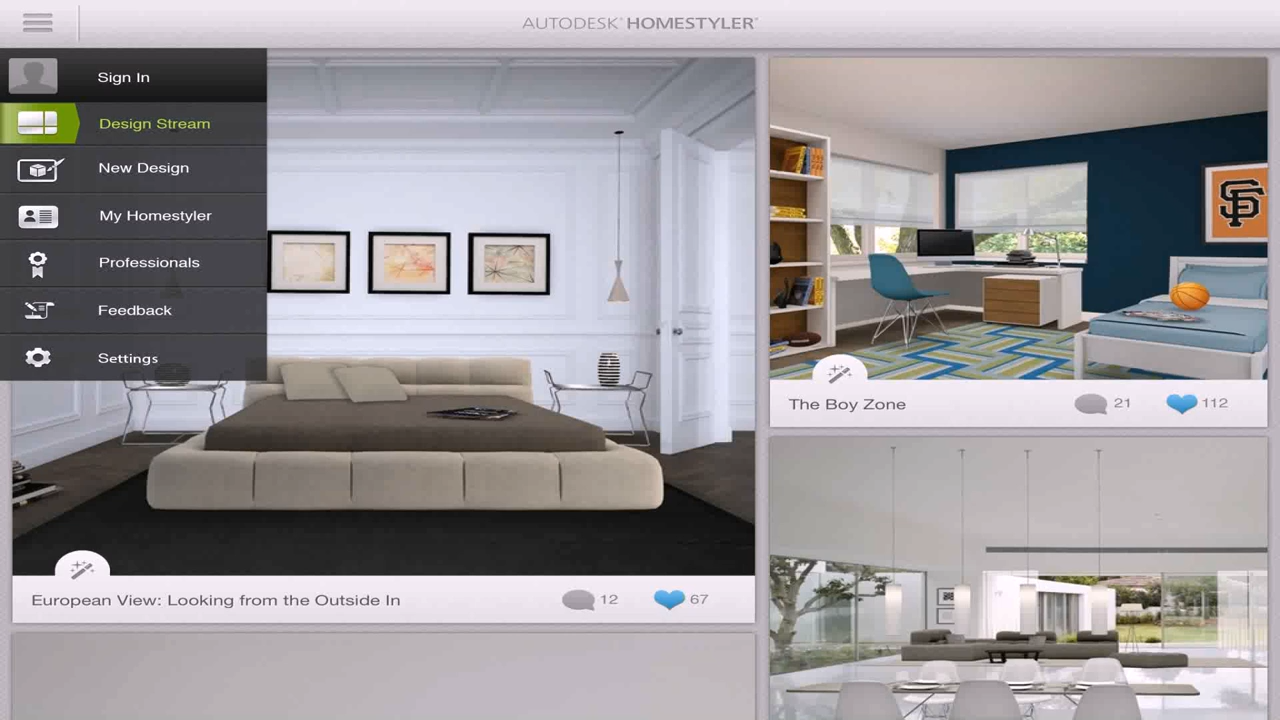 AUTODESK® HOMESTYLER®
Sign In
Design Stream
New Design
My Homestyler
Professionals
Feedback
Settings
SF
The Boy Zone
21
112
European View: Looking from the Outside In
12
67